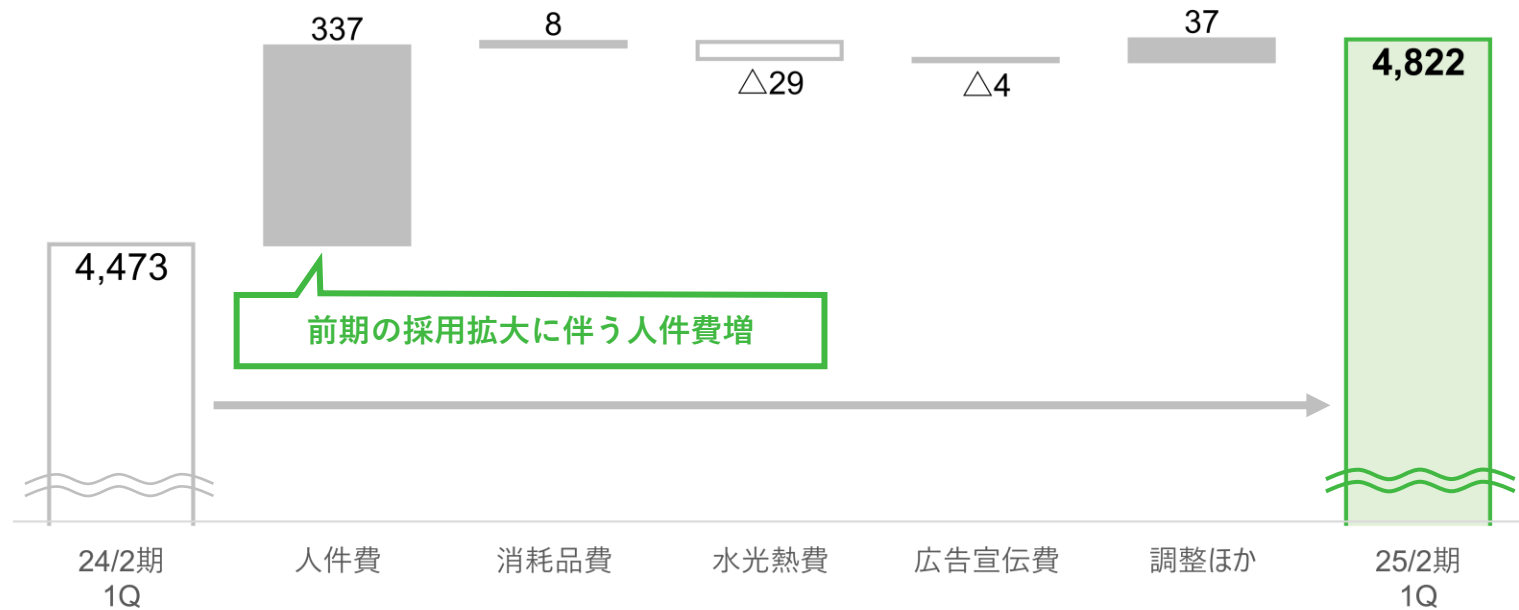 337
8
△29
△4
37
4,822
4,473
前期の採用拡大に伴う人件費増
24/2期
1Q
人件費
消耗品費
水光熱費
広告宣伝費
調整ほか
25/2期
1Q